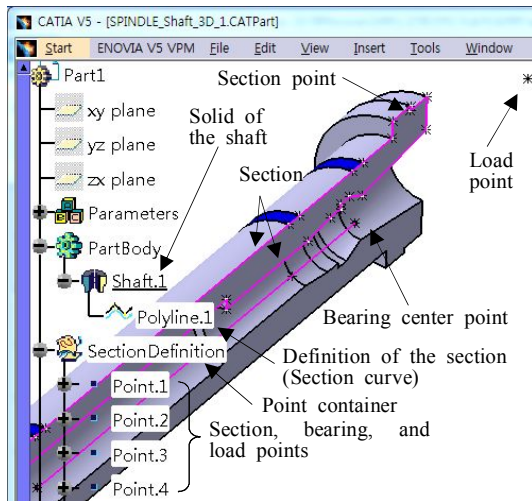 CATIA V5 - [SPINDLE_Shaft_3D_1.CATPart]
Start ENOVIA V5 VPM File Edit View Insert Tools Window
Part1
Section point
xy plane
Solid of
the shaft
yz plane
Load
point
zx plane
Section
Parameters
PartBody
Shaft.1
Bearing center point
Polyline.1
Definition of the section
(Section curve)
SectionDefinition
Point container
Point.1
Section, bearing, and
load points
Point.2
Point.3
Point.4